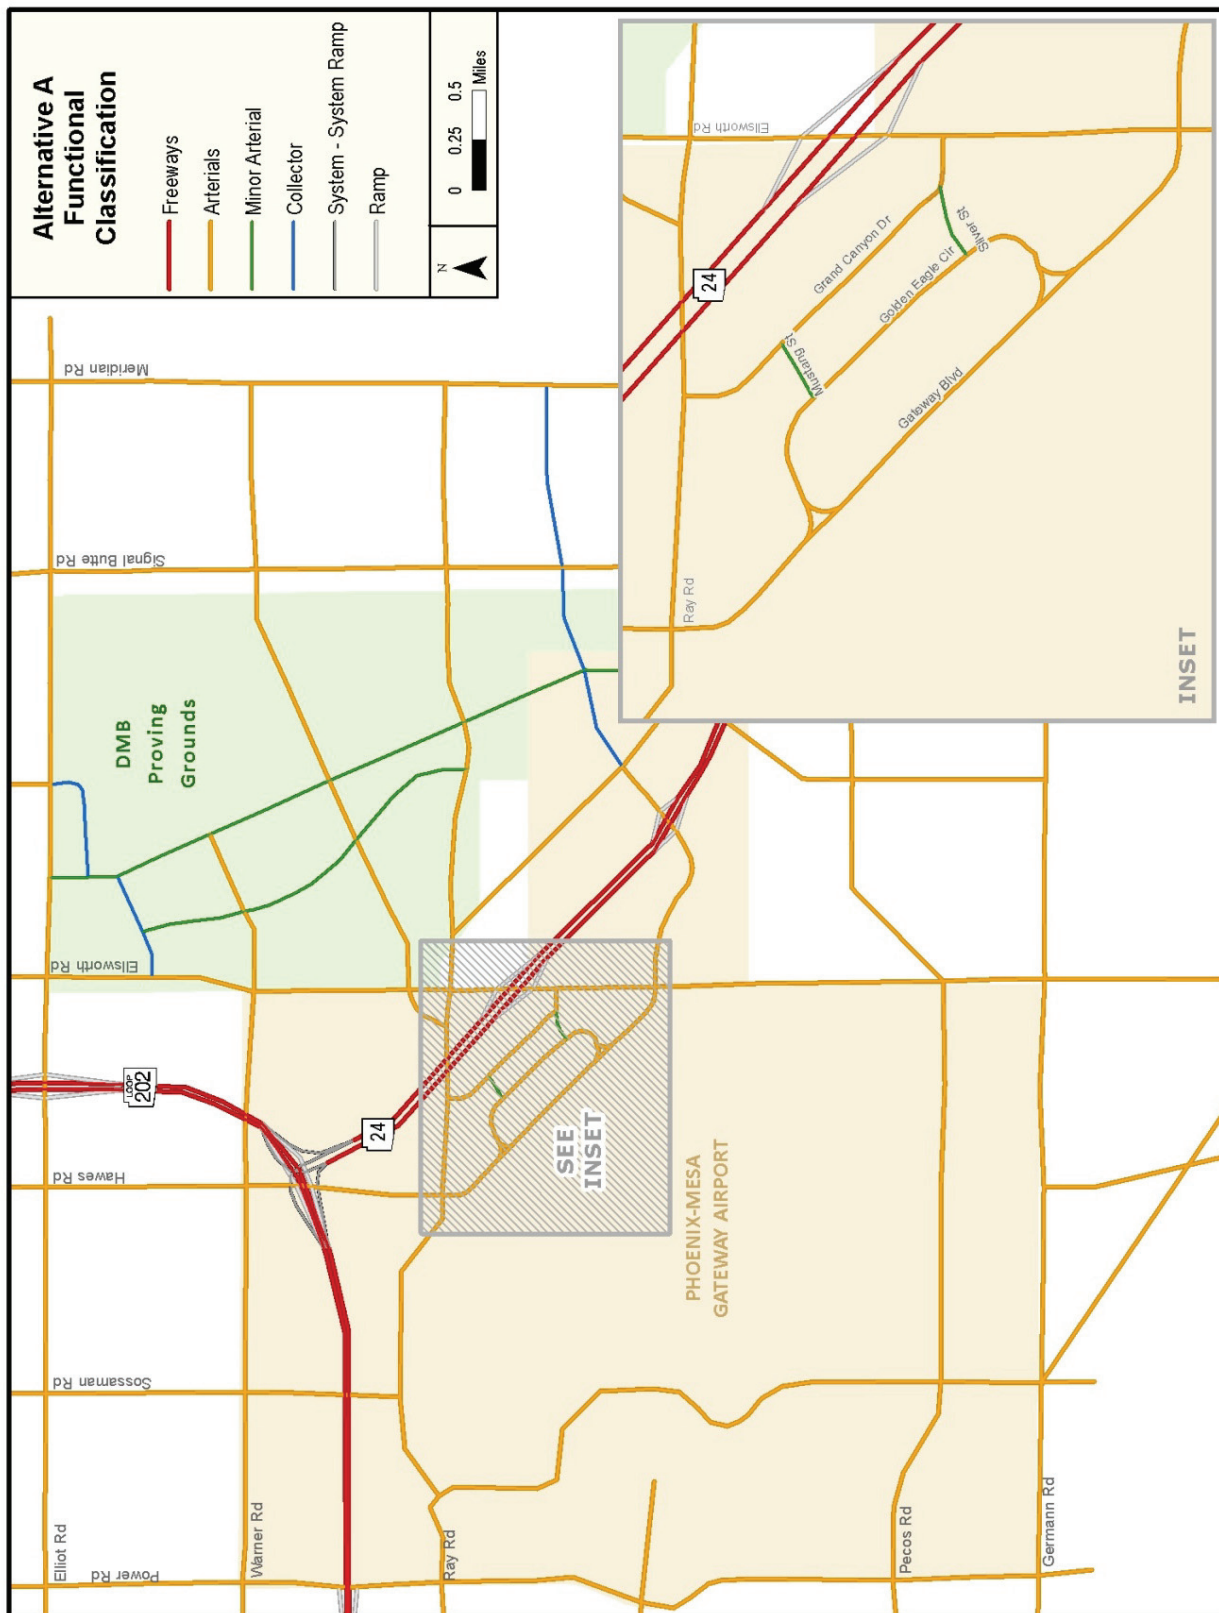 Alternative A
Functional
Classification
Freeways
Arterials
Minor Arterial
Collector
System - System Ramp
Ramp
N
0 0.25 0.5
Miles
Elliot Rd
Warner Rd
Ray Rd
Pecos Rd
Germann Rd
Power Rd
Sossaman Rd
Hawes Rd
Ellsworth Rd
Signal Butte Rd
Meridian Rd
LOOP
202
24
DMB
Proving
Grounds
SEE
INSET
PHOENIX-MESA
GATEWAY AIRPORT
Ray Rd
Ellsworth Rd
24
Grand Canyon Dr
Golden Eagle Cir
Silver St
Mustang St
Gateway Blvd
INSET